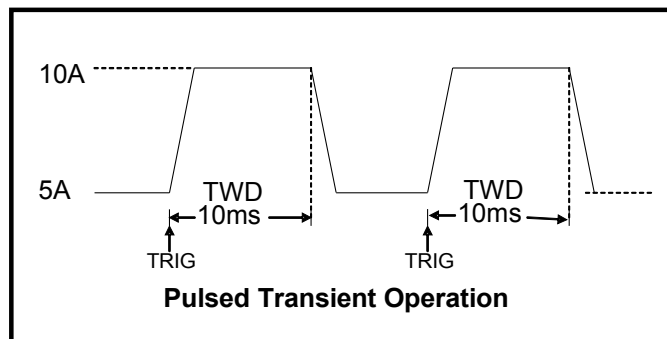 10A
5A
TWD
10ms
TWD
10ms
TRIG
TRIG
Pulsed Transient Operation